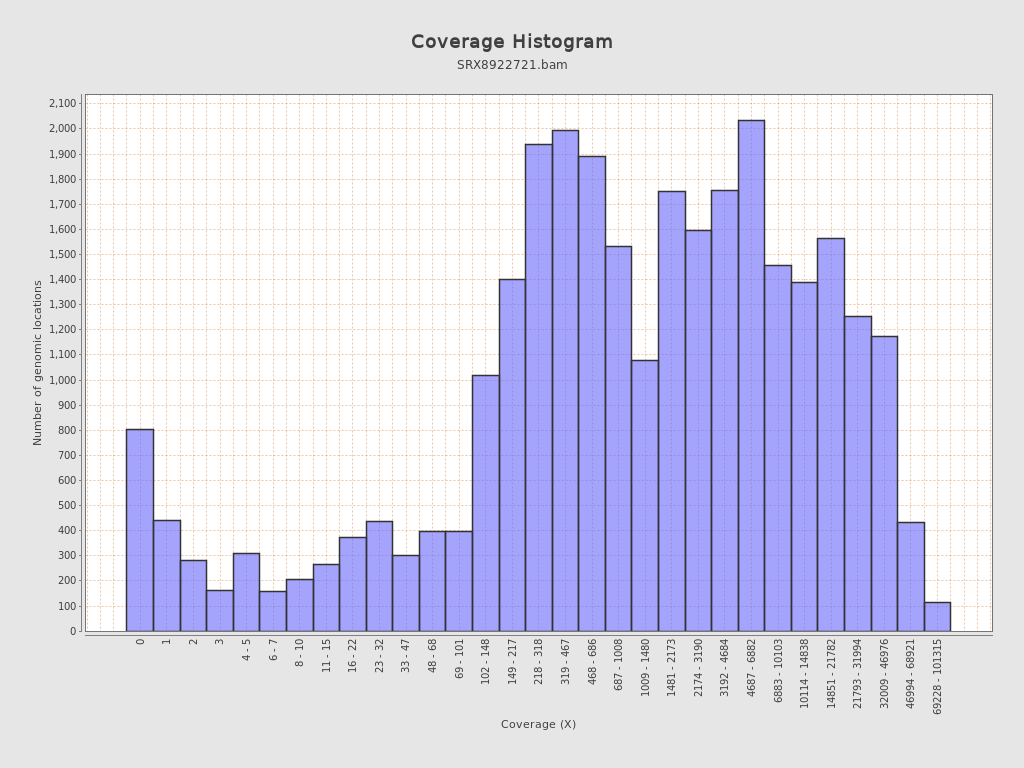 Coverage Histogram
SRX8922721.bam
Number of genomic locations
2,100
2,000
1,900
1,800
1,700
1,600
1,500
1,400
1,300
1,200
1,100
1,000
900
800
700
600
500
400
300
200
100
0
0
1
2
3
4 - 5
6 - 7
8 - 10
11 - 15
16 - 22
23 - 32
33 - 47
48 - 68
69 - 101
102 - 148
149 - 217
218 - 318
319 - 467
468 - 686
687 - 1008
1009 - 1480
1481 - 2173
2174 - 3190
3192 - 4684
4687 - 6882
6883 - 10103
10114 - 14838
14851 - 21782
21793 - 31994
32009 - 46976
46994 - 68921
69228 - 101315
Coverage (X)